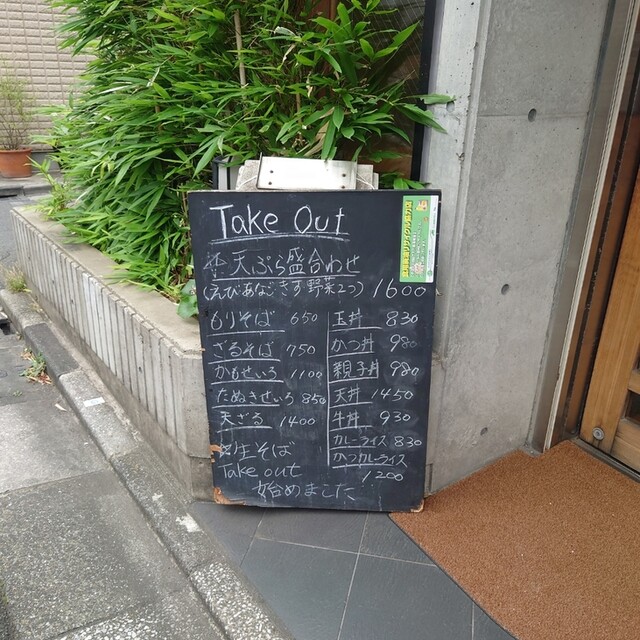 Take Out
天ぷら盛合わせ
(えびあなごきす野菜2つ) 1600
もりそば 650
ざるそば 750
かもせいろ 1100
たぬきせいろ 850
天ざる 1400
玉丼 830
かつ丼 980
親子丼 980
天丼 1450
牛丼 930
カレーライス 830
かつカレーライス
1200
生そば
Take out
始めました